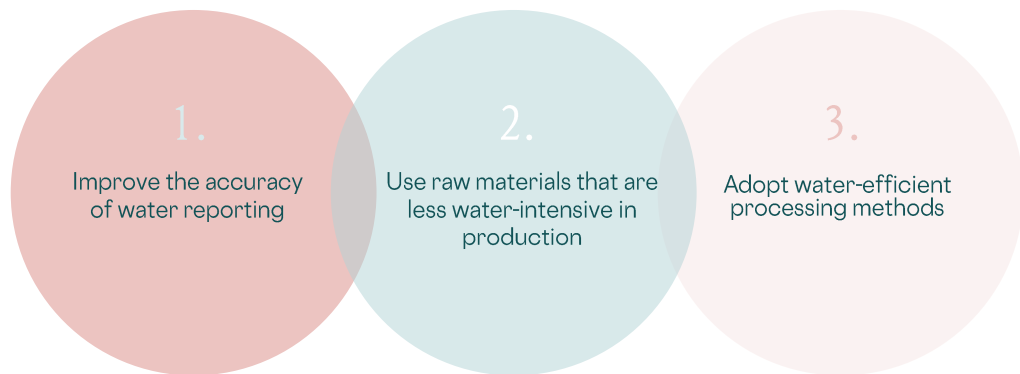 1.
Improve the accuracy
of water reporting
2.
Use raw materials that are
less water-intensive in
production
3.
Adopt water-efficient
processing methods